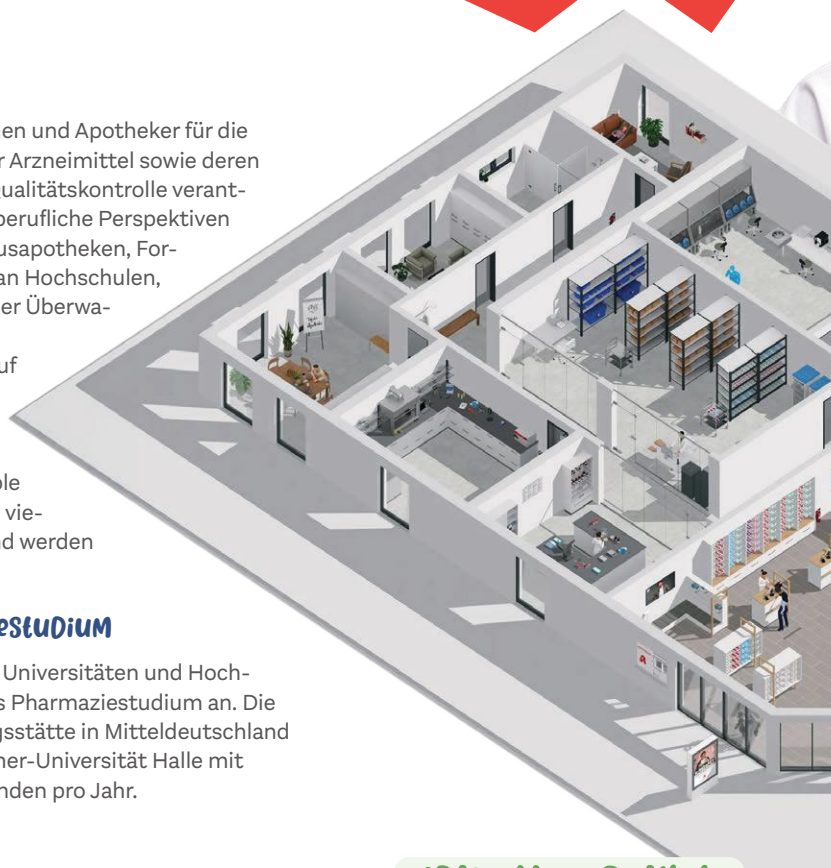 en und Apotheker für die
r Arzneimittel sowie deren
ualitätskontrolle verant-
berufliche Perspektiven
usapotheken, For-
an Hochschulen,
er Überwa-
uf
ole
vie-
nd werden
estudium
Universitäten und Hoch-
s Pharmaziestudium an. Die
gsstätte in Mitteldeutschland
her-Universität Halle mit
nden pro Jahr.